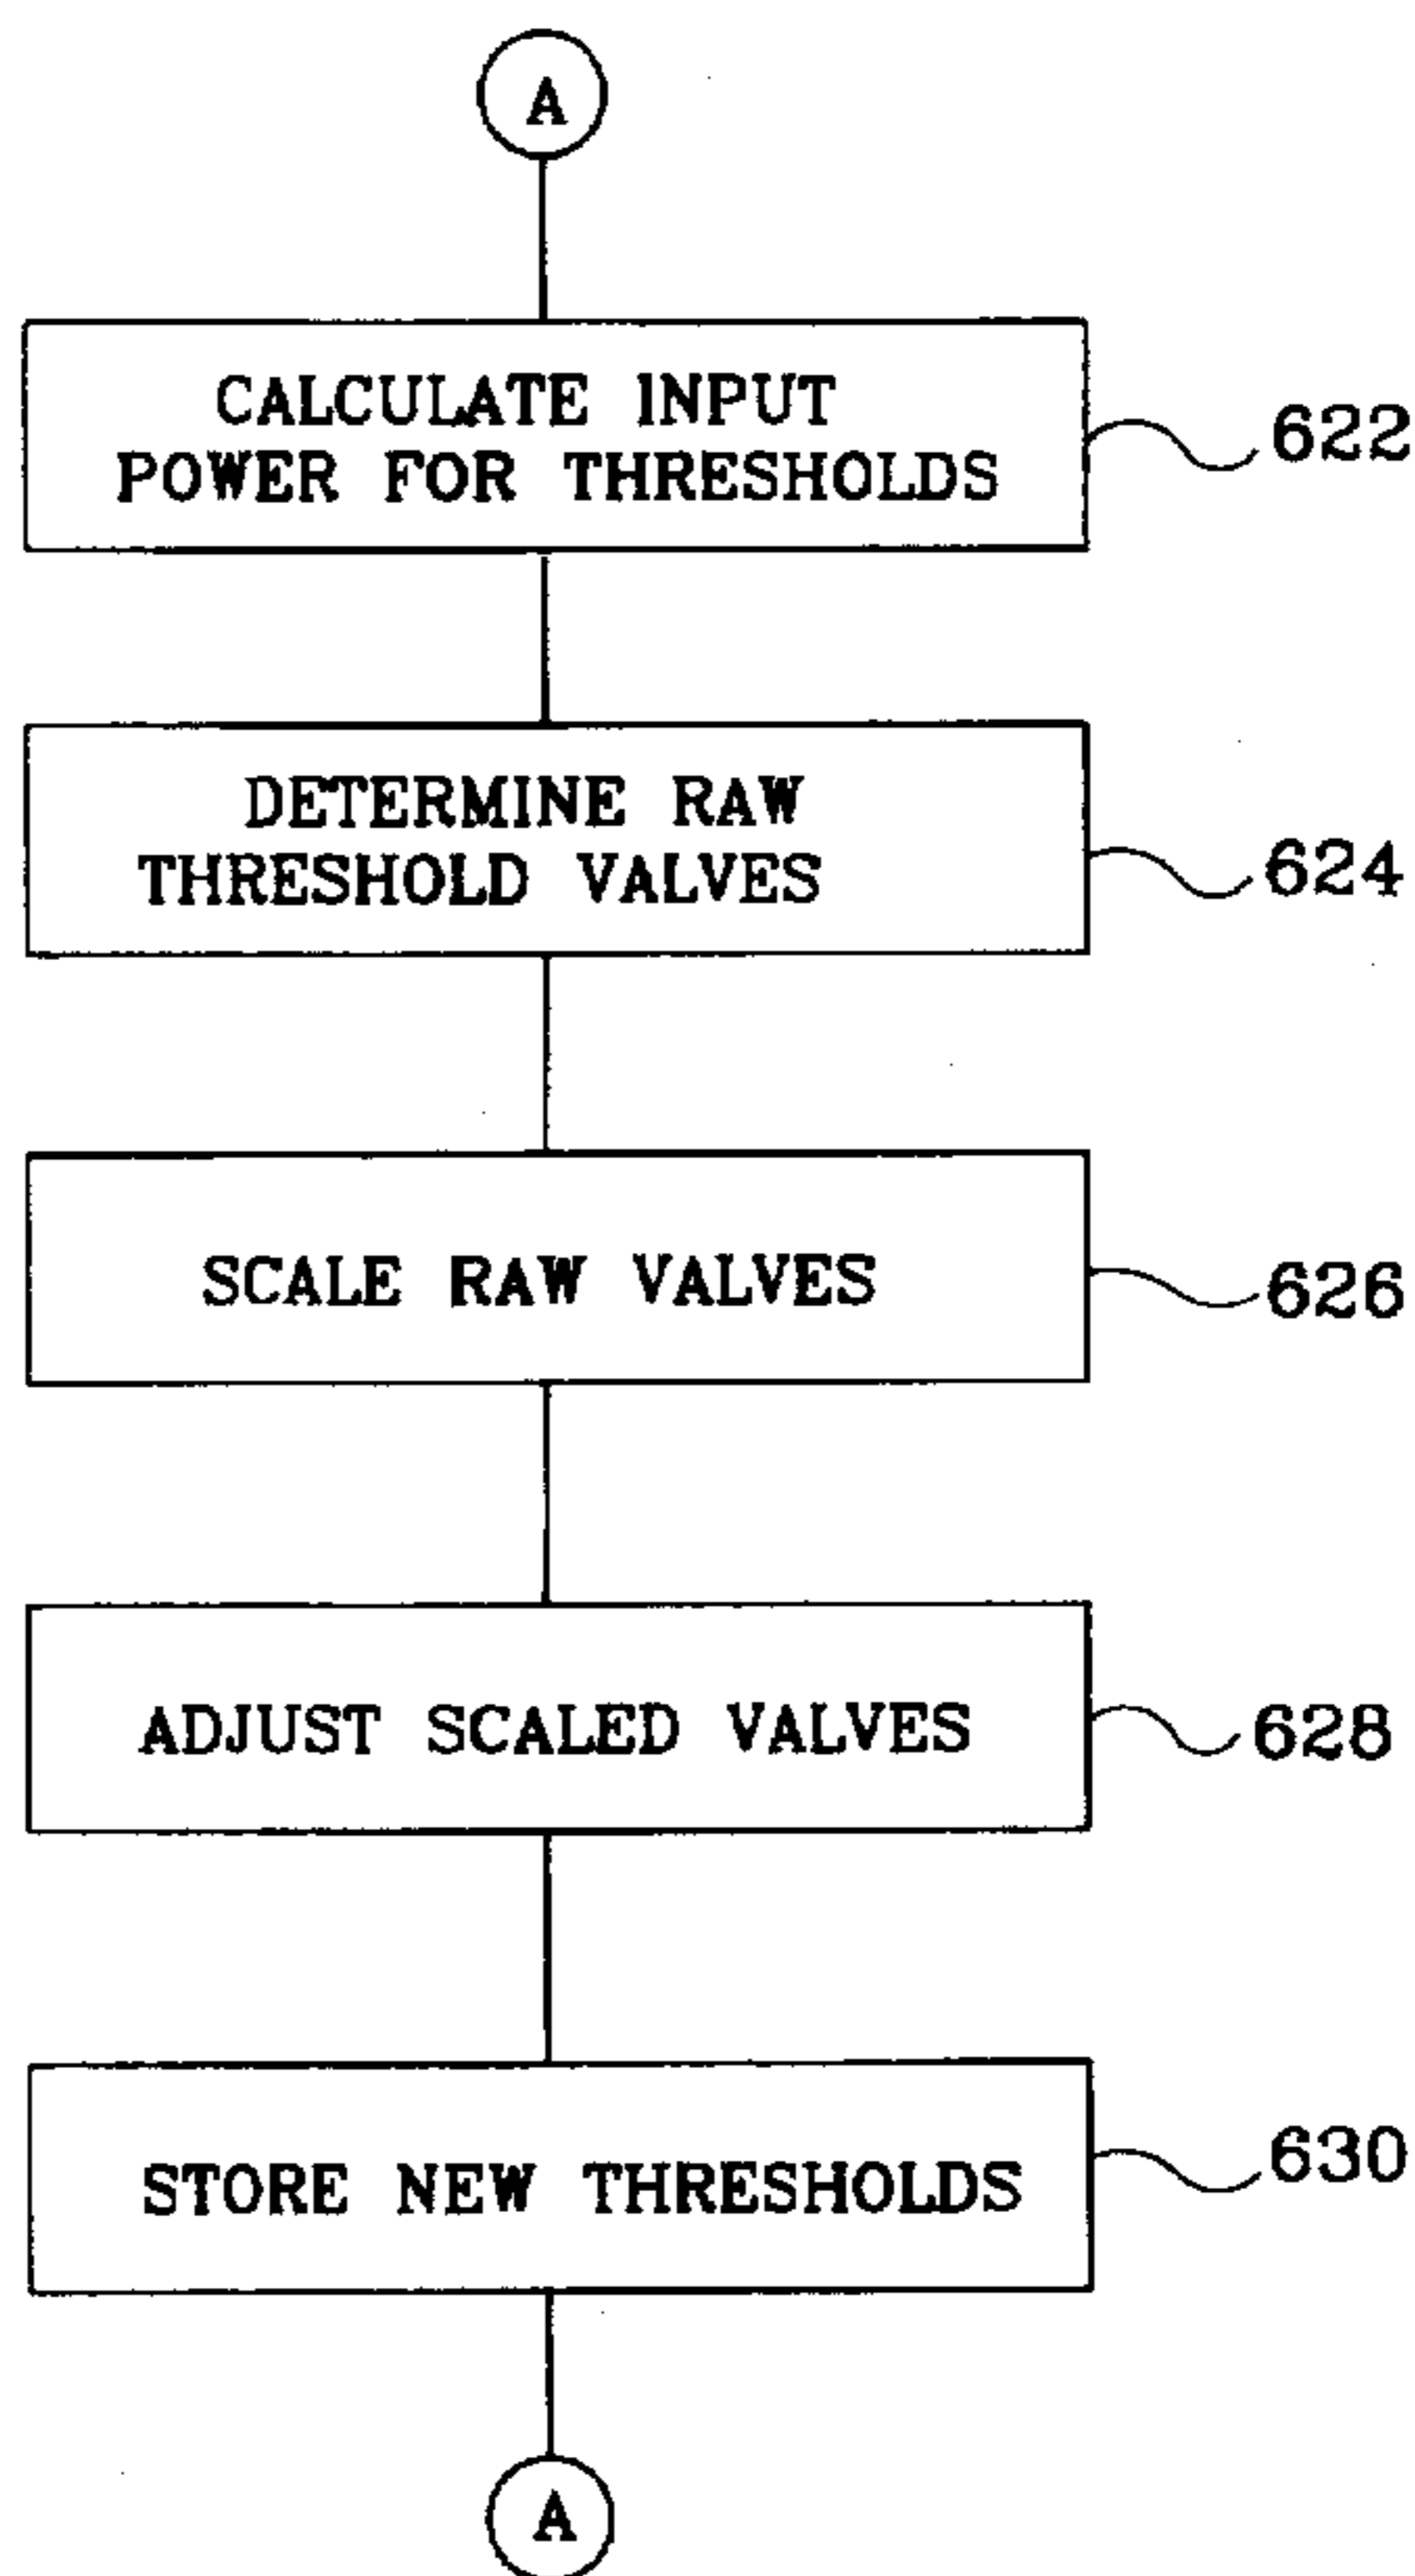 A
CALCULATE INPUT
POWER FOR THRESHOLDS
622
DETERMINE RAW
THRESHOLD VALVES
624
SCALE RAW VALVES
626
ADJUST SCALED VALVES
628
STORE NEW THRESHOLDS
630
A